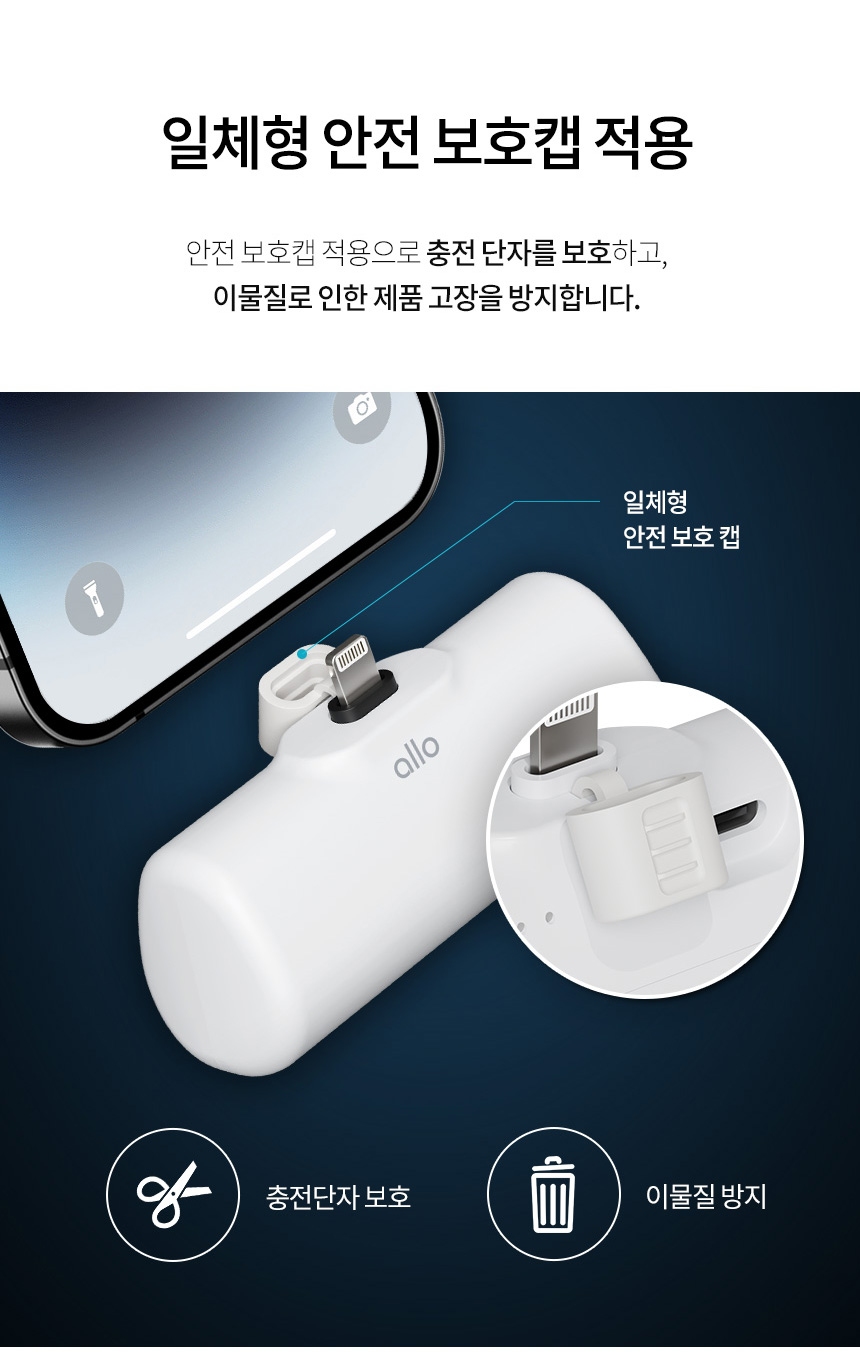 일체형 안전 보호캡 적용
안전 보호캡 적용으로 충전 단자를 보호하고,
이물질로 인한 제품 고장을 방지합니다.
일체형
안전 보호 캡
allo
충전단자 보호
이물질 방지